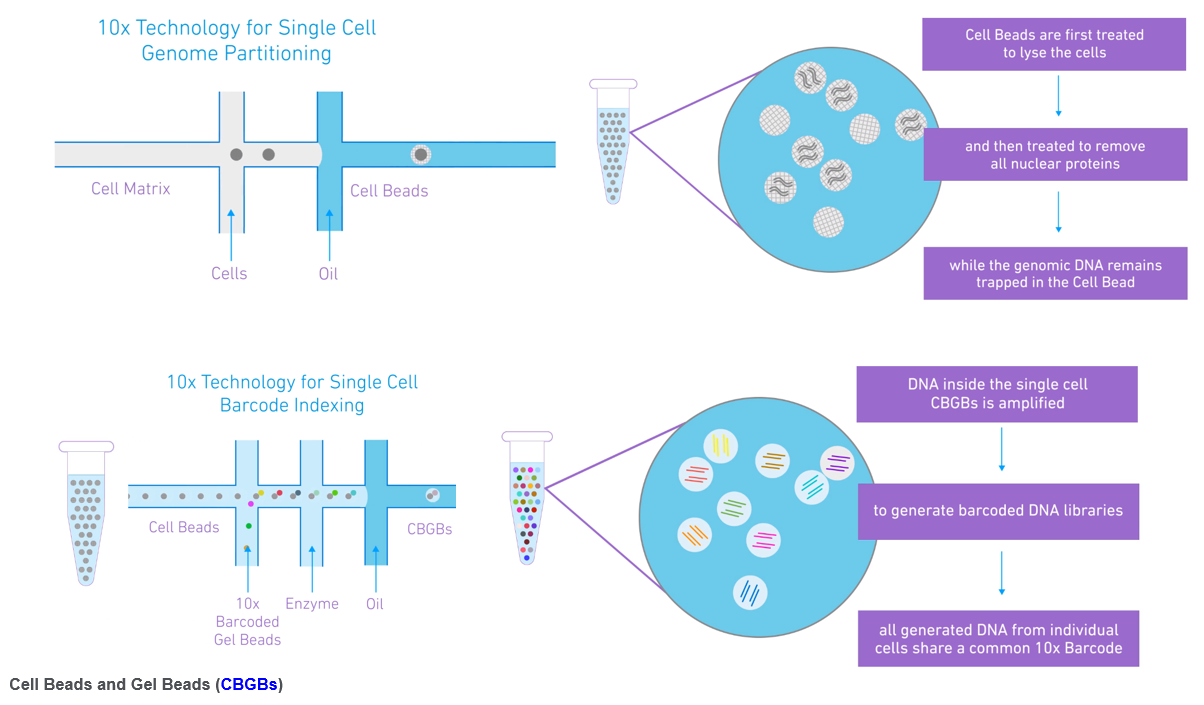 10x Technology for Single Cell
Genome Partitioning
Cell Matrix
Cell Beads
Cells
Oil
Cell Beads are first treated
to lyse the cells
and then treated to remove
all nuclear proteins
while the genomic DNA remains
trapped in the Cell Bead
10x Technology for Single Cell
Barcode Indexing
Cell Beads
CBGBs
10x
Barcoded
Gel Beads
Enzyme
Oil
DNA inside the single cell
CBGBs is amplified
to generate barcoded DNA libraries
all generated DNA from individual
cells share a common 10x Barcode
Cell Beads and Gel Beads (CBGBs)